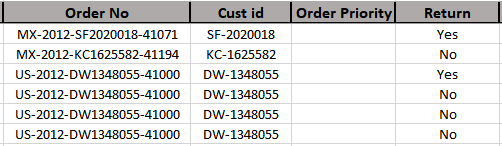 Order No Cust id Order Priority Return
MX-2012-SF2020018-41071 SF-2020018 Yes
MX-2012-KC1625582-41194 KC-1625582 No
US-2012-DW1348055-41000 DW-1348055 Yes
US-2012-DW1348055-41000 DW-1348055 No
US-2012-DW1348055-41000 DW-1348055 No
US-2012-DW1348055-41000 DW-1348055 No